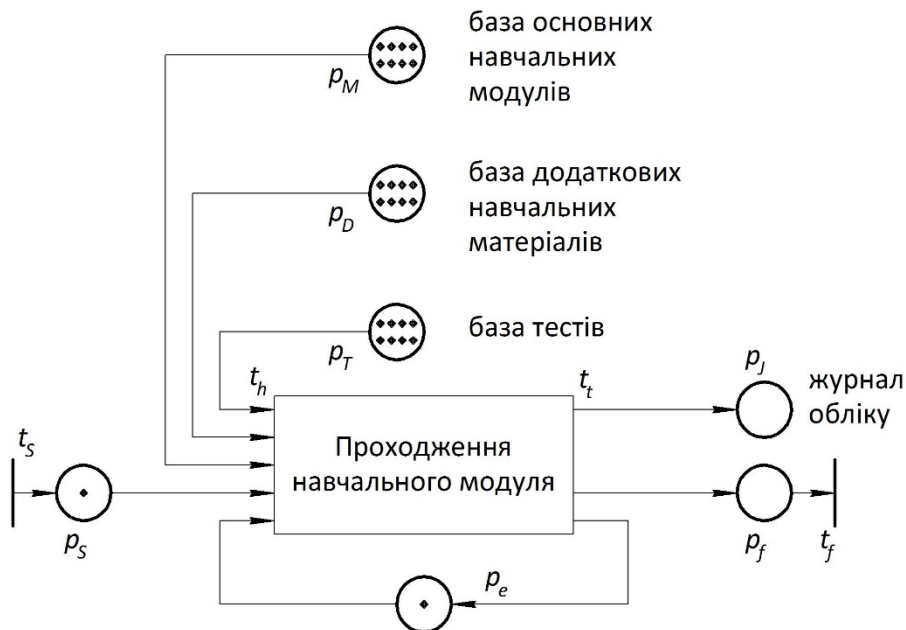 база основних
навчальних
модулів
p_M
база додаткових
навчальних
матеріалів
p_D
база тестів
p_T
t_h
t_t
p_J
журнал
обліку
t_S
Проходження
навчального модуля
p_S
p_f
t_f
p_e